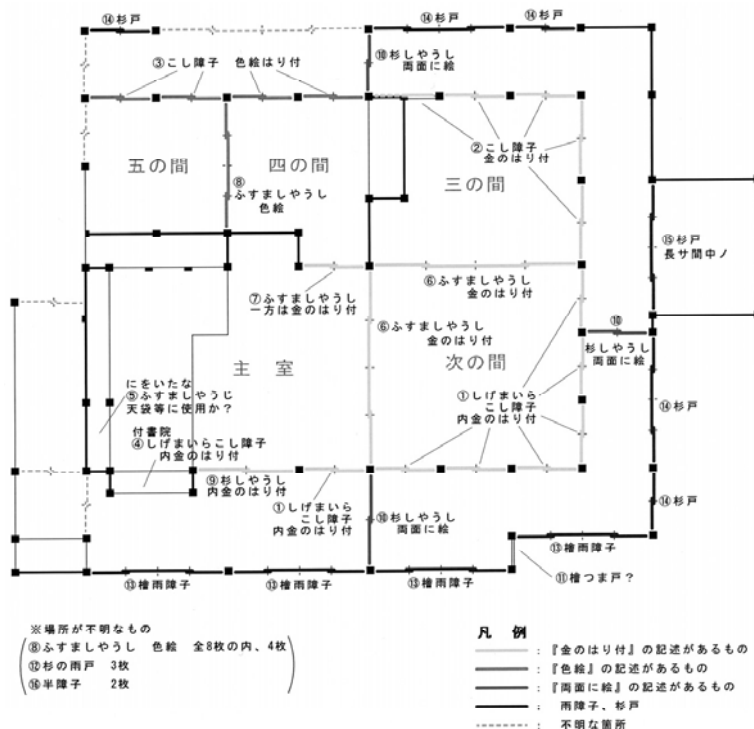 ⑭杉戸
⑭杉戸
⑭杉戸
⑩杉しやうし
両面に絵
③こし障子 色絵はり付
②こし障子
金のはり付
五の間
四の間
三の間
⑧
ふすましやうし
色絵
⑮杉戸
長サ間中ノ
⑦ふすましやうし
一方は金のはり付
⑥ふすましやうし
金のはり付
⑥ふすましやうし
金のはり付
⑩
杉しやうし
両面に絵
主 室
次の間
にをいたな
⑤ふすましやうじ
天袋等に使用か?
①しげまいら
こし障子
内金のはり付
⑭杉戸
付書院
④しげまいらこし障子
内金のはり付
⑨杉しやうし
内金のはり付
①しげまいら
こし障子
内金のはり付
⑩杉しやうし
両面に絵
⑭杉戸
⑬檜雨障子
⑬檜雨障子
⑬檜雨障子
⑬檜雨障子
⑪檜つま戸?
※場所が不明なもの
⑧ふすましやうし 色絵 全8枚の内、4枚
⑫杉の雨戸 3枚
⑯半障子 2枚
凡 例
:『金のはり付』の記述があるもの
:『色絵』の記述があるもの
:『両面に絵』の記述があるもの
: 雨障子、杉戸
: 不明な箇所